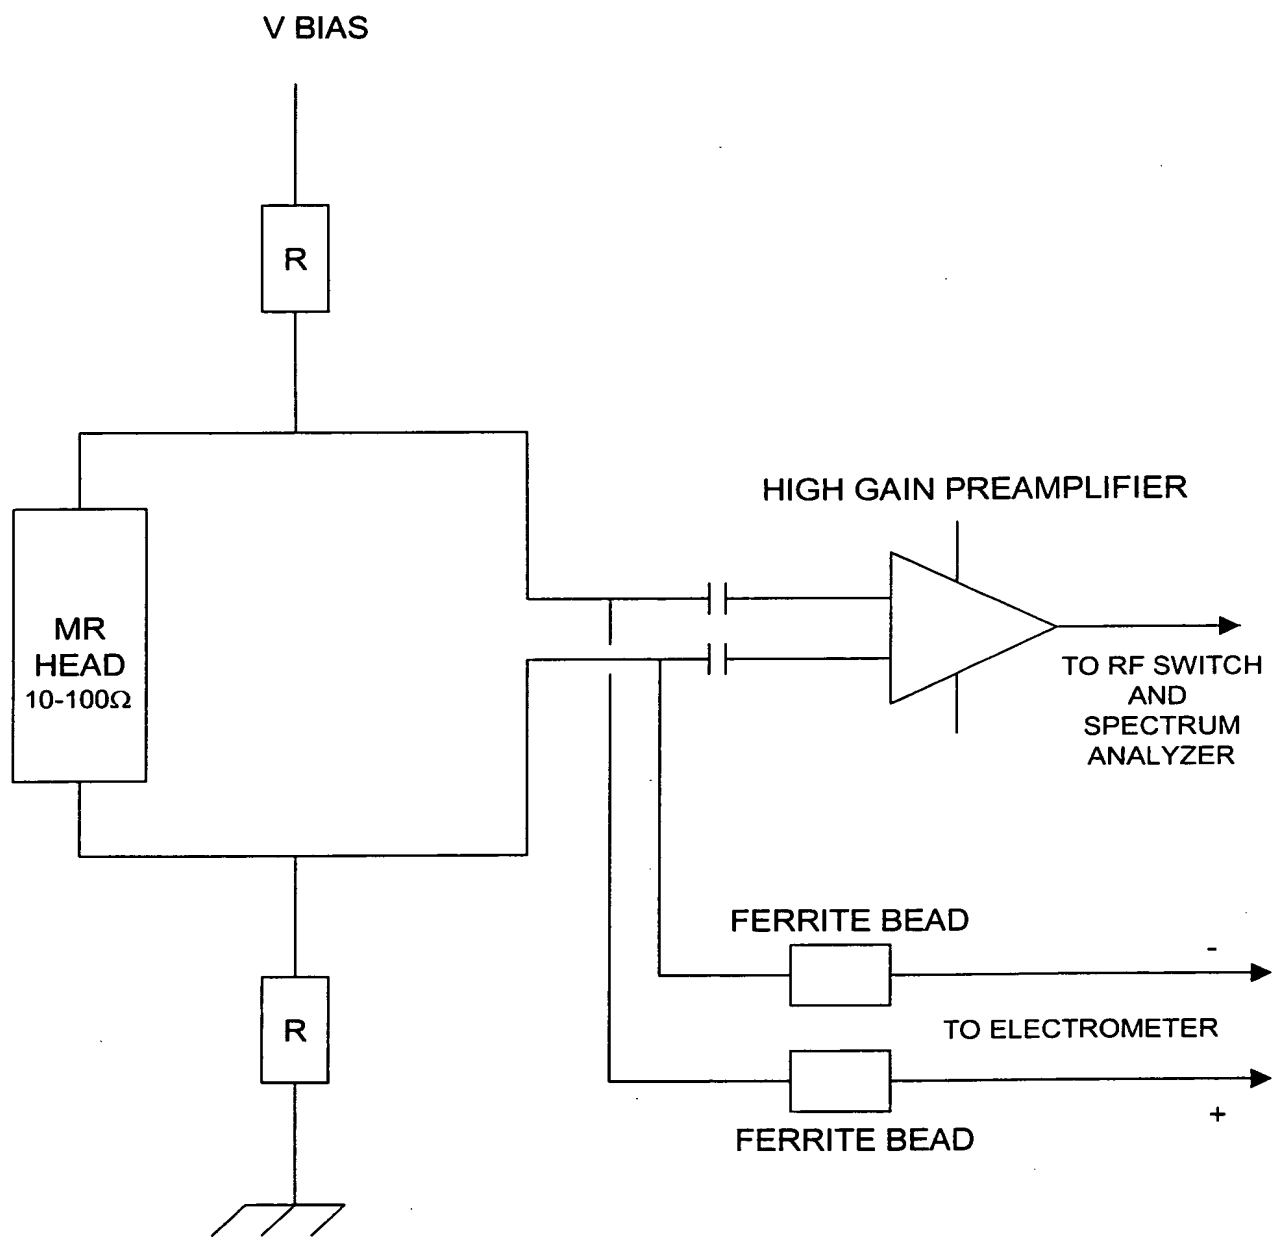 V BIAS
R
HIGH GAIN PREAMPLIFIER
MR
HEAD
10-100Ω
TO RF SWITCH
AND
SPECTRUM
ANALYZER
FERRITE BEAD
-
R
TO ELECTROMETER
+
FERRITE BEAD